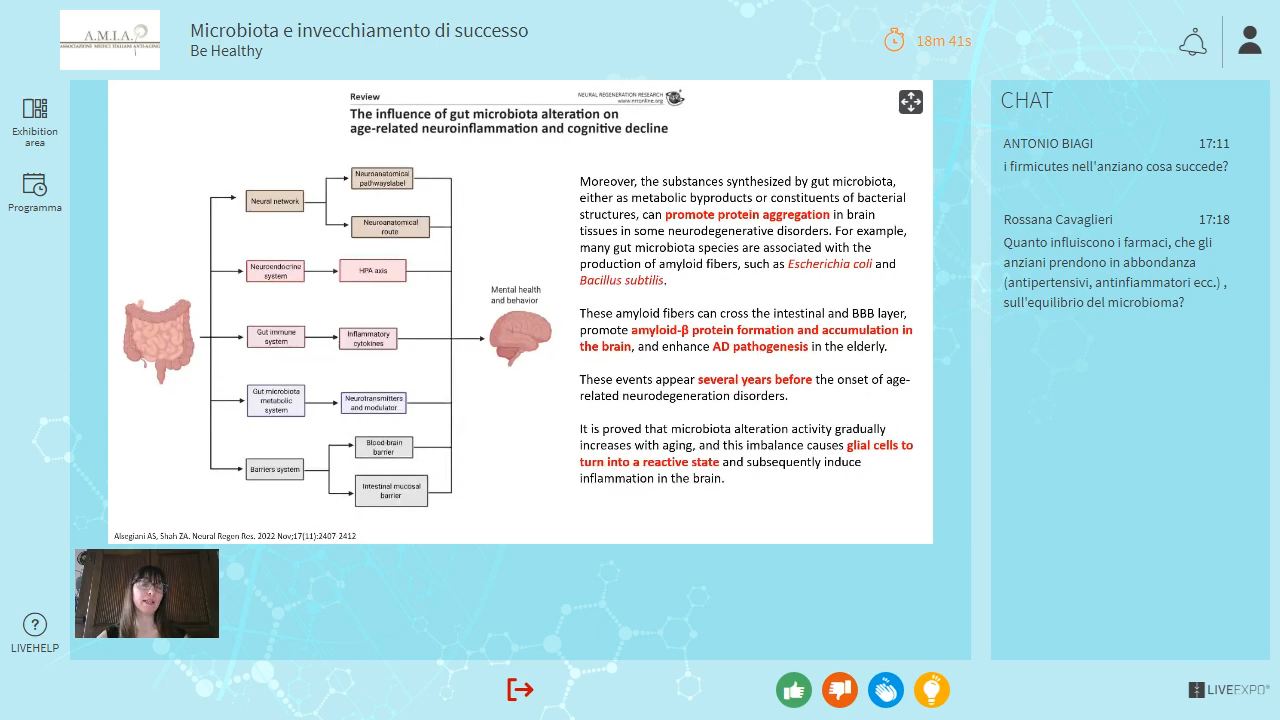 A.M.I.A.
ASSOCIAZIONE MEDICI ITALIANI ANTI-AGING
Microbiota e invecchiamento di successo
Be Healthy
18m 41s
Exhibition
area
Programma
LIVEHELP
Review
NEURAL REGENERATION RESEARCH
www.nrronline.org
The influence of gut microbiota alteration on
age-related neuroinflammation and cognitive decline
Neural network
Neuroanatomical
pathwayslabel
Neuroanatomical
route
Neuroendocrine
system
HPA axis
Gut immune
system
Inflammatory
cytokines
Gut microbiota
metabolic
system
Neurotransmitters
and modulator
Barriers system
Blood-brain
barrier
Intestinal mucosal
barrier
Mental health
and behavior
Moreover, the substances synthesized by gut microbiota,
either as metabolic byproducts or constituents of bacterial
structures, can promote protein aggregation in brain
tissues in some neurodegenerative disorders. For example,
many gut microbiota species are associated with the
production of amyloid fibers, such as Escherichia coli and
Bacillus subtilis.
These amyloid fibers can cross the intestinal and BBB layer,
promote amyloid-β protein formation and accumulation in
the brain, and enhance AD pathogenesis in the elderly.
These events appear several years before the onset of age-
related neurodegeneration disorders.
It is proved that microbiota alteration activity gradually
increases with aging, and this imbalance causes glial cells to
turn into a reactive state and subsequently induce
inflammation in the brain.
Alsegiani AS, Shah ZA. Neural Regen Res. 2022 Nov;17(11):2407-2412
CHAT
ANTONIO BIAGI 17:11
i firmicutes nell'anziano cosa succede?
Rossana Cavaglieri 17:18
Quanto influiscono i farmaci, che gli
anziani prendono in abbondanza
(antipertensivi, antinfiammatori ecc.) ,
sull'equilibrio del microbioma?
LIVEEXPO